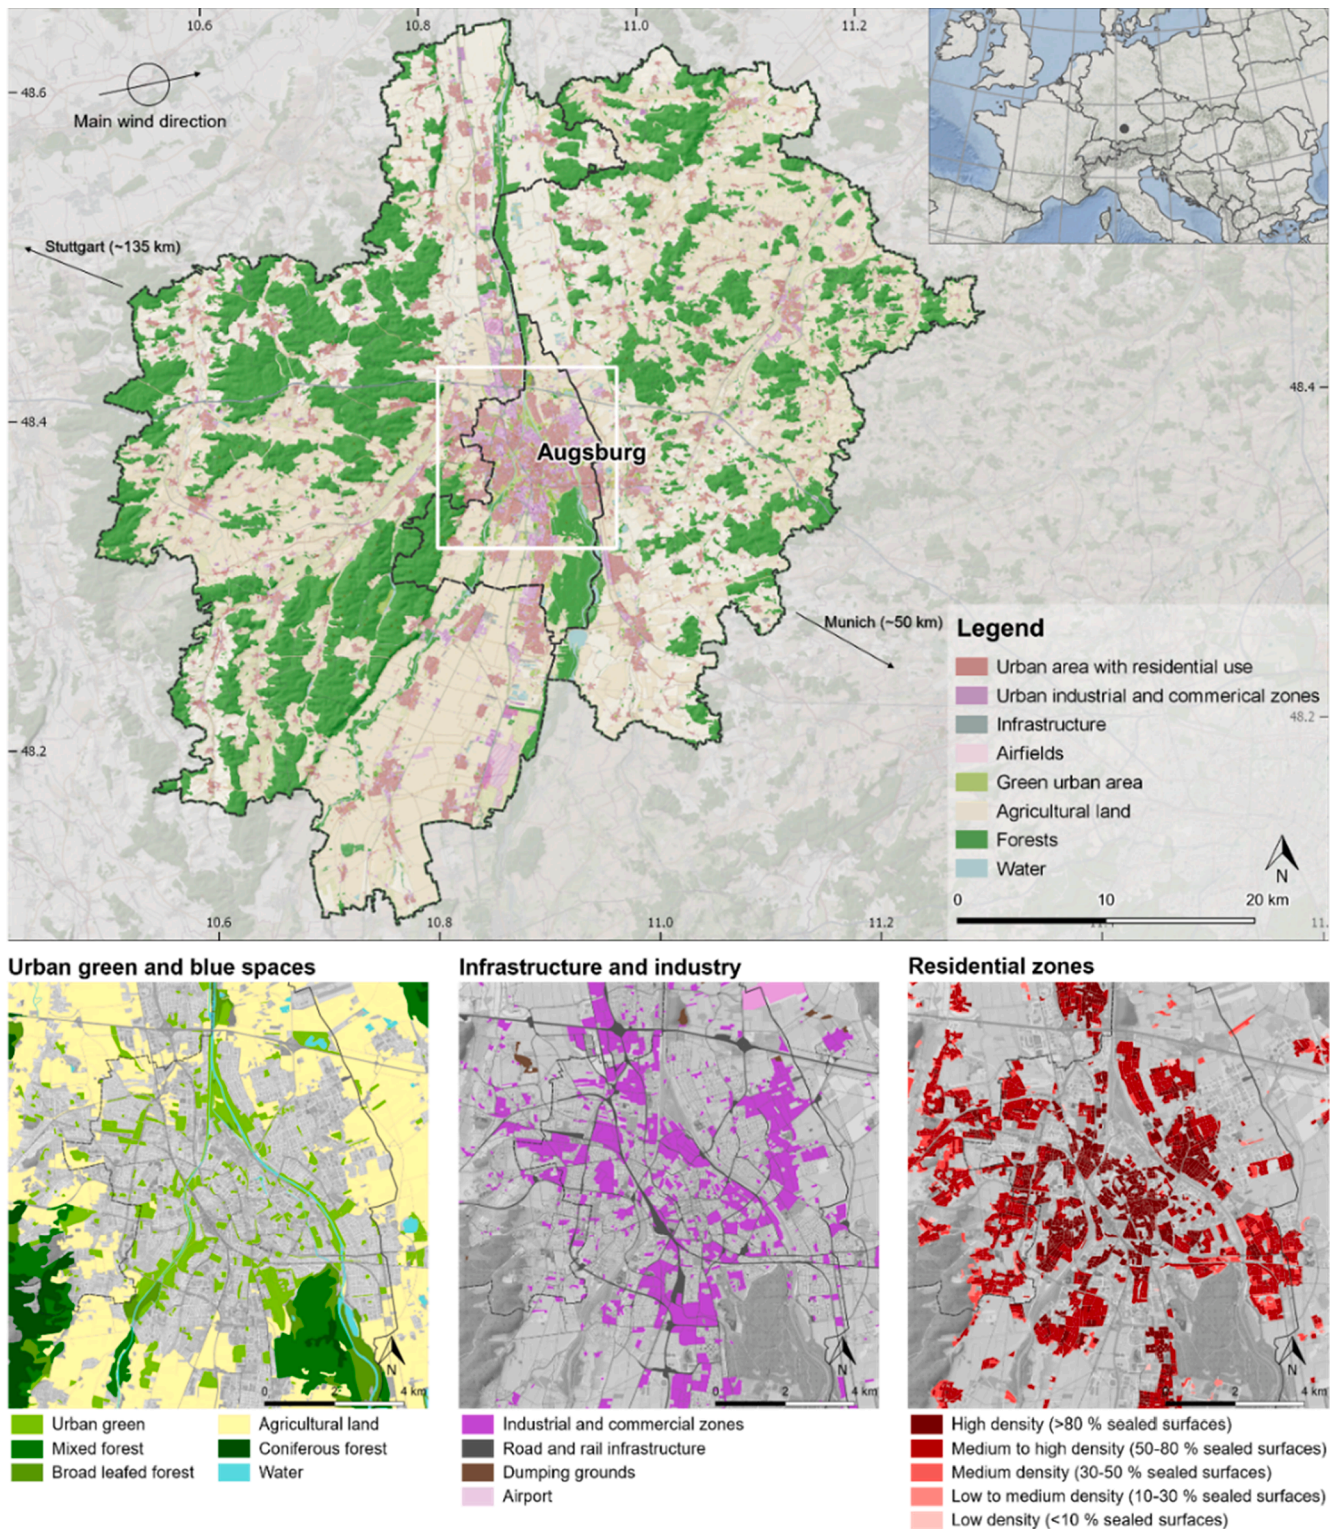 10.6 10.8 11.0 11.2
48.6
Main wind direction
Stuttgart (~135 km)
48.4
48.4
Augsburg
Munich (~50 km)
Legend
Urban area with residential use
Urban industrial and commerical zones
Infrastructure
48.2
Airfields
48.2
Green urban area
Agricultural land
Forests
Water
N
0 10 20 km
10.6 10.8 11.0 11.2 11.
Urban green and blue spaces
N
0 2 4 km
Urban green
Mixed forest
Broad leafed forest
Agricultural land
Coniferous forest
Water
Infrastructure and industry
N
0 2 4 km
Industrial and commercial zones
Road and rail infrastructure
Dumping grounds
Airport
Residential zones
N
0 2 4 km
High density (>80 % sealed surfaces)
Medium to high density (50-80 % sealed surfaces)
Medium density (30-50 % sealed surfaces)
Low to medium density (10-30 % sealed surfaces)
Low density (<10 % sealed surfaces)